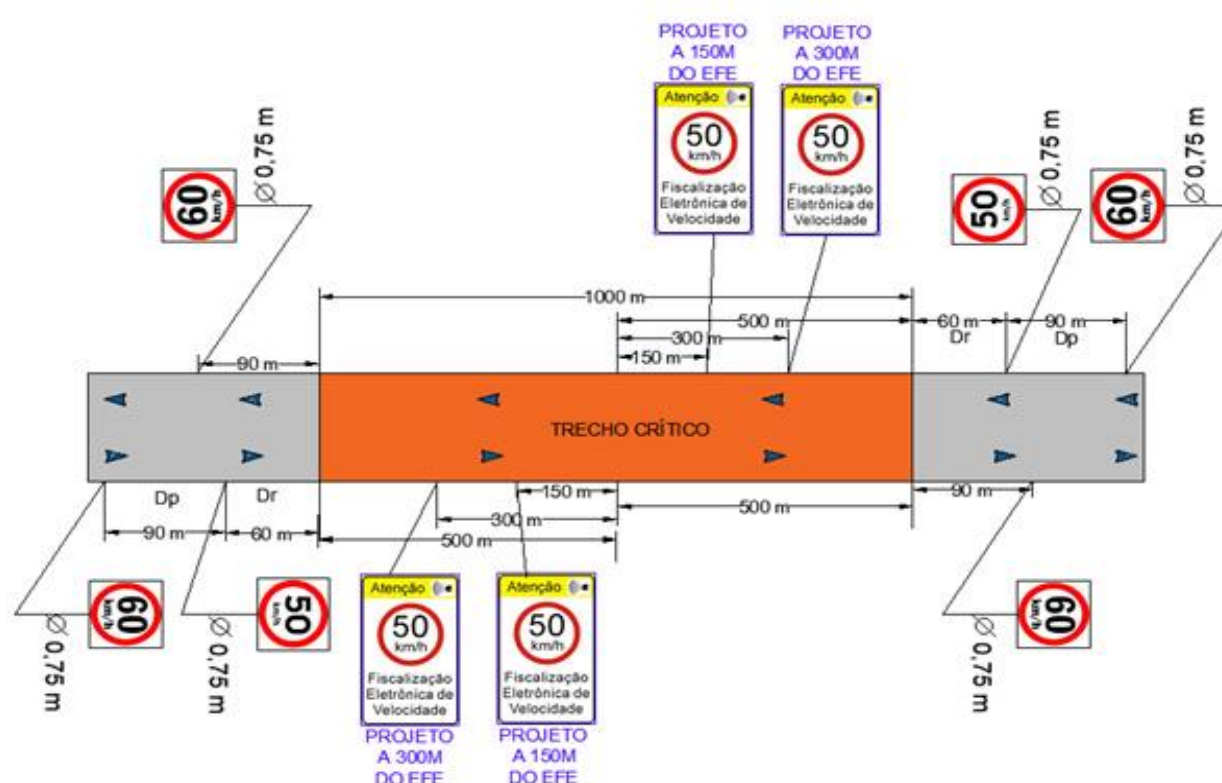 PROJETO
A 150M
DO EFE
PROJETO
A 300M
DO EFE
Atenção
50
km/h
Fiscalização
Eletrônica de
Velocidade
Atenção
50
km/h
Fiscalização
Eletrônica de
Velocidade
60
km/h
Ø 0,75 m
50
km/h
Ø 0,75 m
60
km/h
Ø 0,75 m
1000 m
500 m
60 m
90 m
300 m
Dr
Dp
150 m
90 m
TRECHO CRÍTICO
Dp
Dr
90 m
60 m
150 m
300 m
500 m
500 m
90 m
60
km/h
Ø 0,75 m
50
km/h
Ø 0,75 m
Atenção
50
km/h
Fiscalização
Eletrônica de
Velocidade
PROJETO
A 300M
DO EFE
Atenção
50
km/h
Fiscalização
Eletrônica de
Velocidade
PROJETO
A 150M
DO EFE
Ø 0,75 m
60
km/h